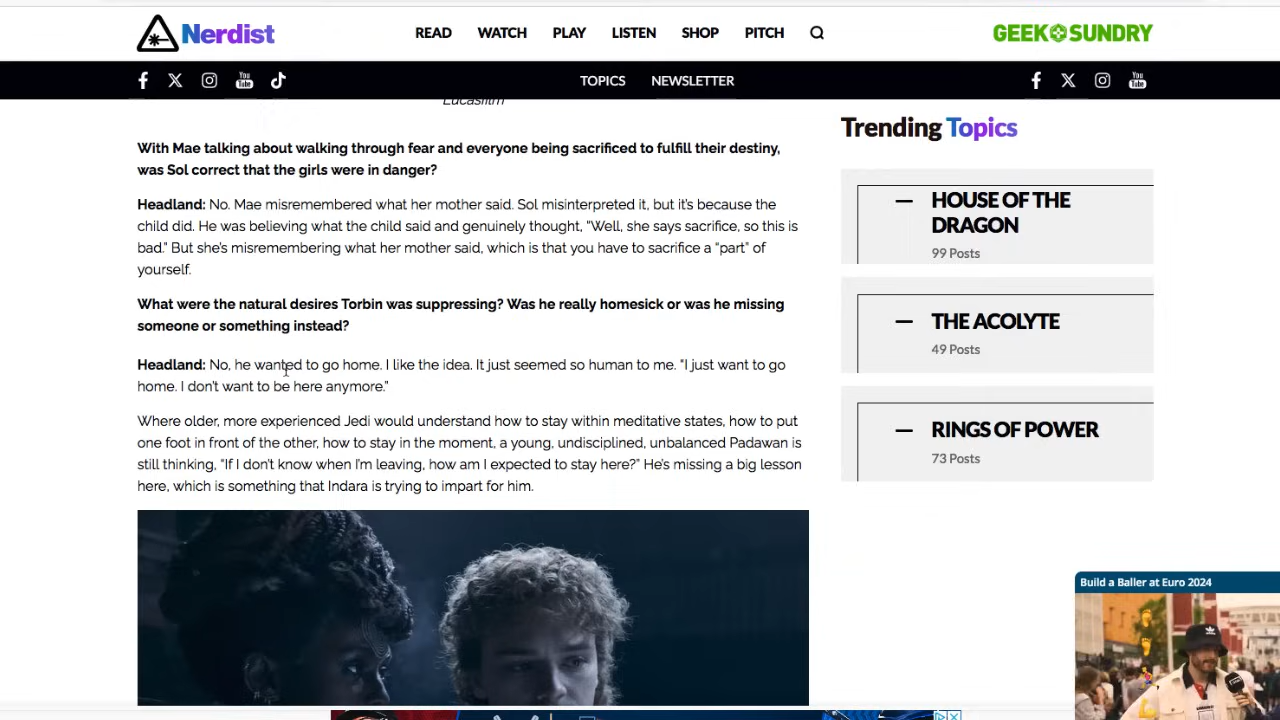 Nerdist
READ WATCH PLAY LISTEN SHOP PITCH
GEEK SUNDRY
You Tube
TOPICS NEWSLETTER
You Tube
Lucasfilm
With Mae talking about walking through fear and everyone being sacrificed to fulfill their destiny,
was Sol correct that the girls were in danger?
Headland: No. Mae misremembered what her mother said. Sol misinterpreted it, but it's because the
child did. He was believing what the child said and genuinely thought, "Well, she says sacrifice, so this is
bad." But she's misremembering what her mother said, which is that you have to sacrifice a "part" of
yourself.
What were the natural desires Torbin was suppressing? Was he really homesick or was he missing
someone or something instead?
Headland: No, he wanted to go home. I like the idea. It just seemed so human to me. "I just want to go
home. I don't want to be here anymore."
Where older, more experienced Jedi would understand how to stay within meditative states, how to put
one foot in front of the other, how to stay in the moment, a young, undisciplined, unbalanced Padawan is
still thinking, "If I don't know when I'm leaving, how am I expected to stay here?" He's missing a big lesson
here, which is something that Indara is trying to impart for him.
Trending Topics
HOUSE OF THE
DRAGON
99 Posts
THE ACOLYTE
49 Posts
RINGS OF POWER
73 Posts
Build a Baller at Euro 2024